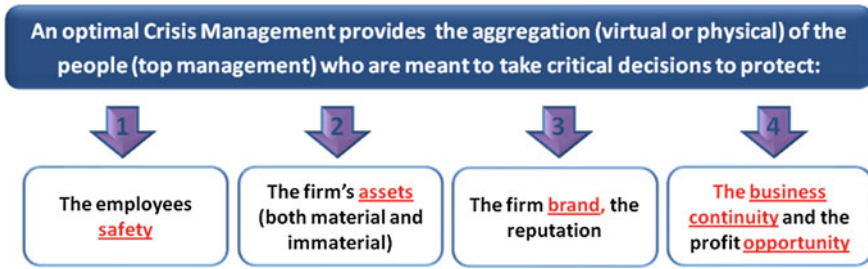 An optimal Crisis Management provides the aggregation (virtual or physical) of the
people (top management) who are meant to take critical decisions to protect:
1
2
3
4
The employees
safety
The firm's assets
(both material and
immaterial)
The firm brand, the
reputation
The business
continuity and the
profit opportunity